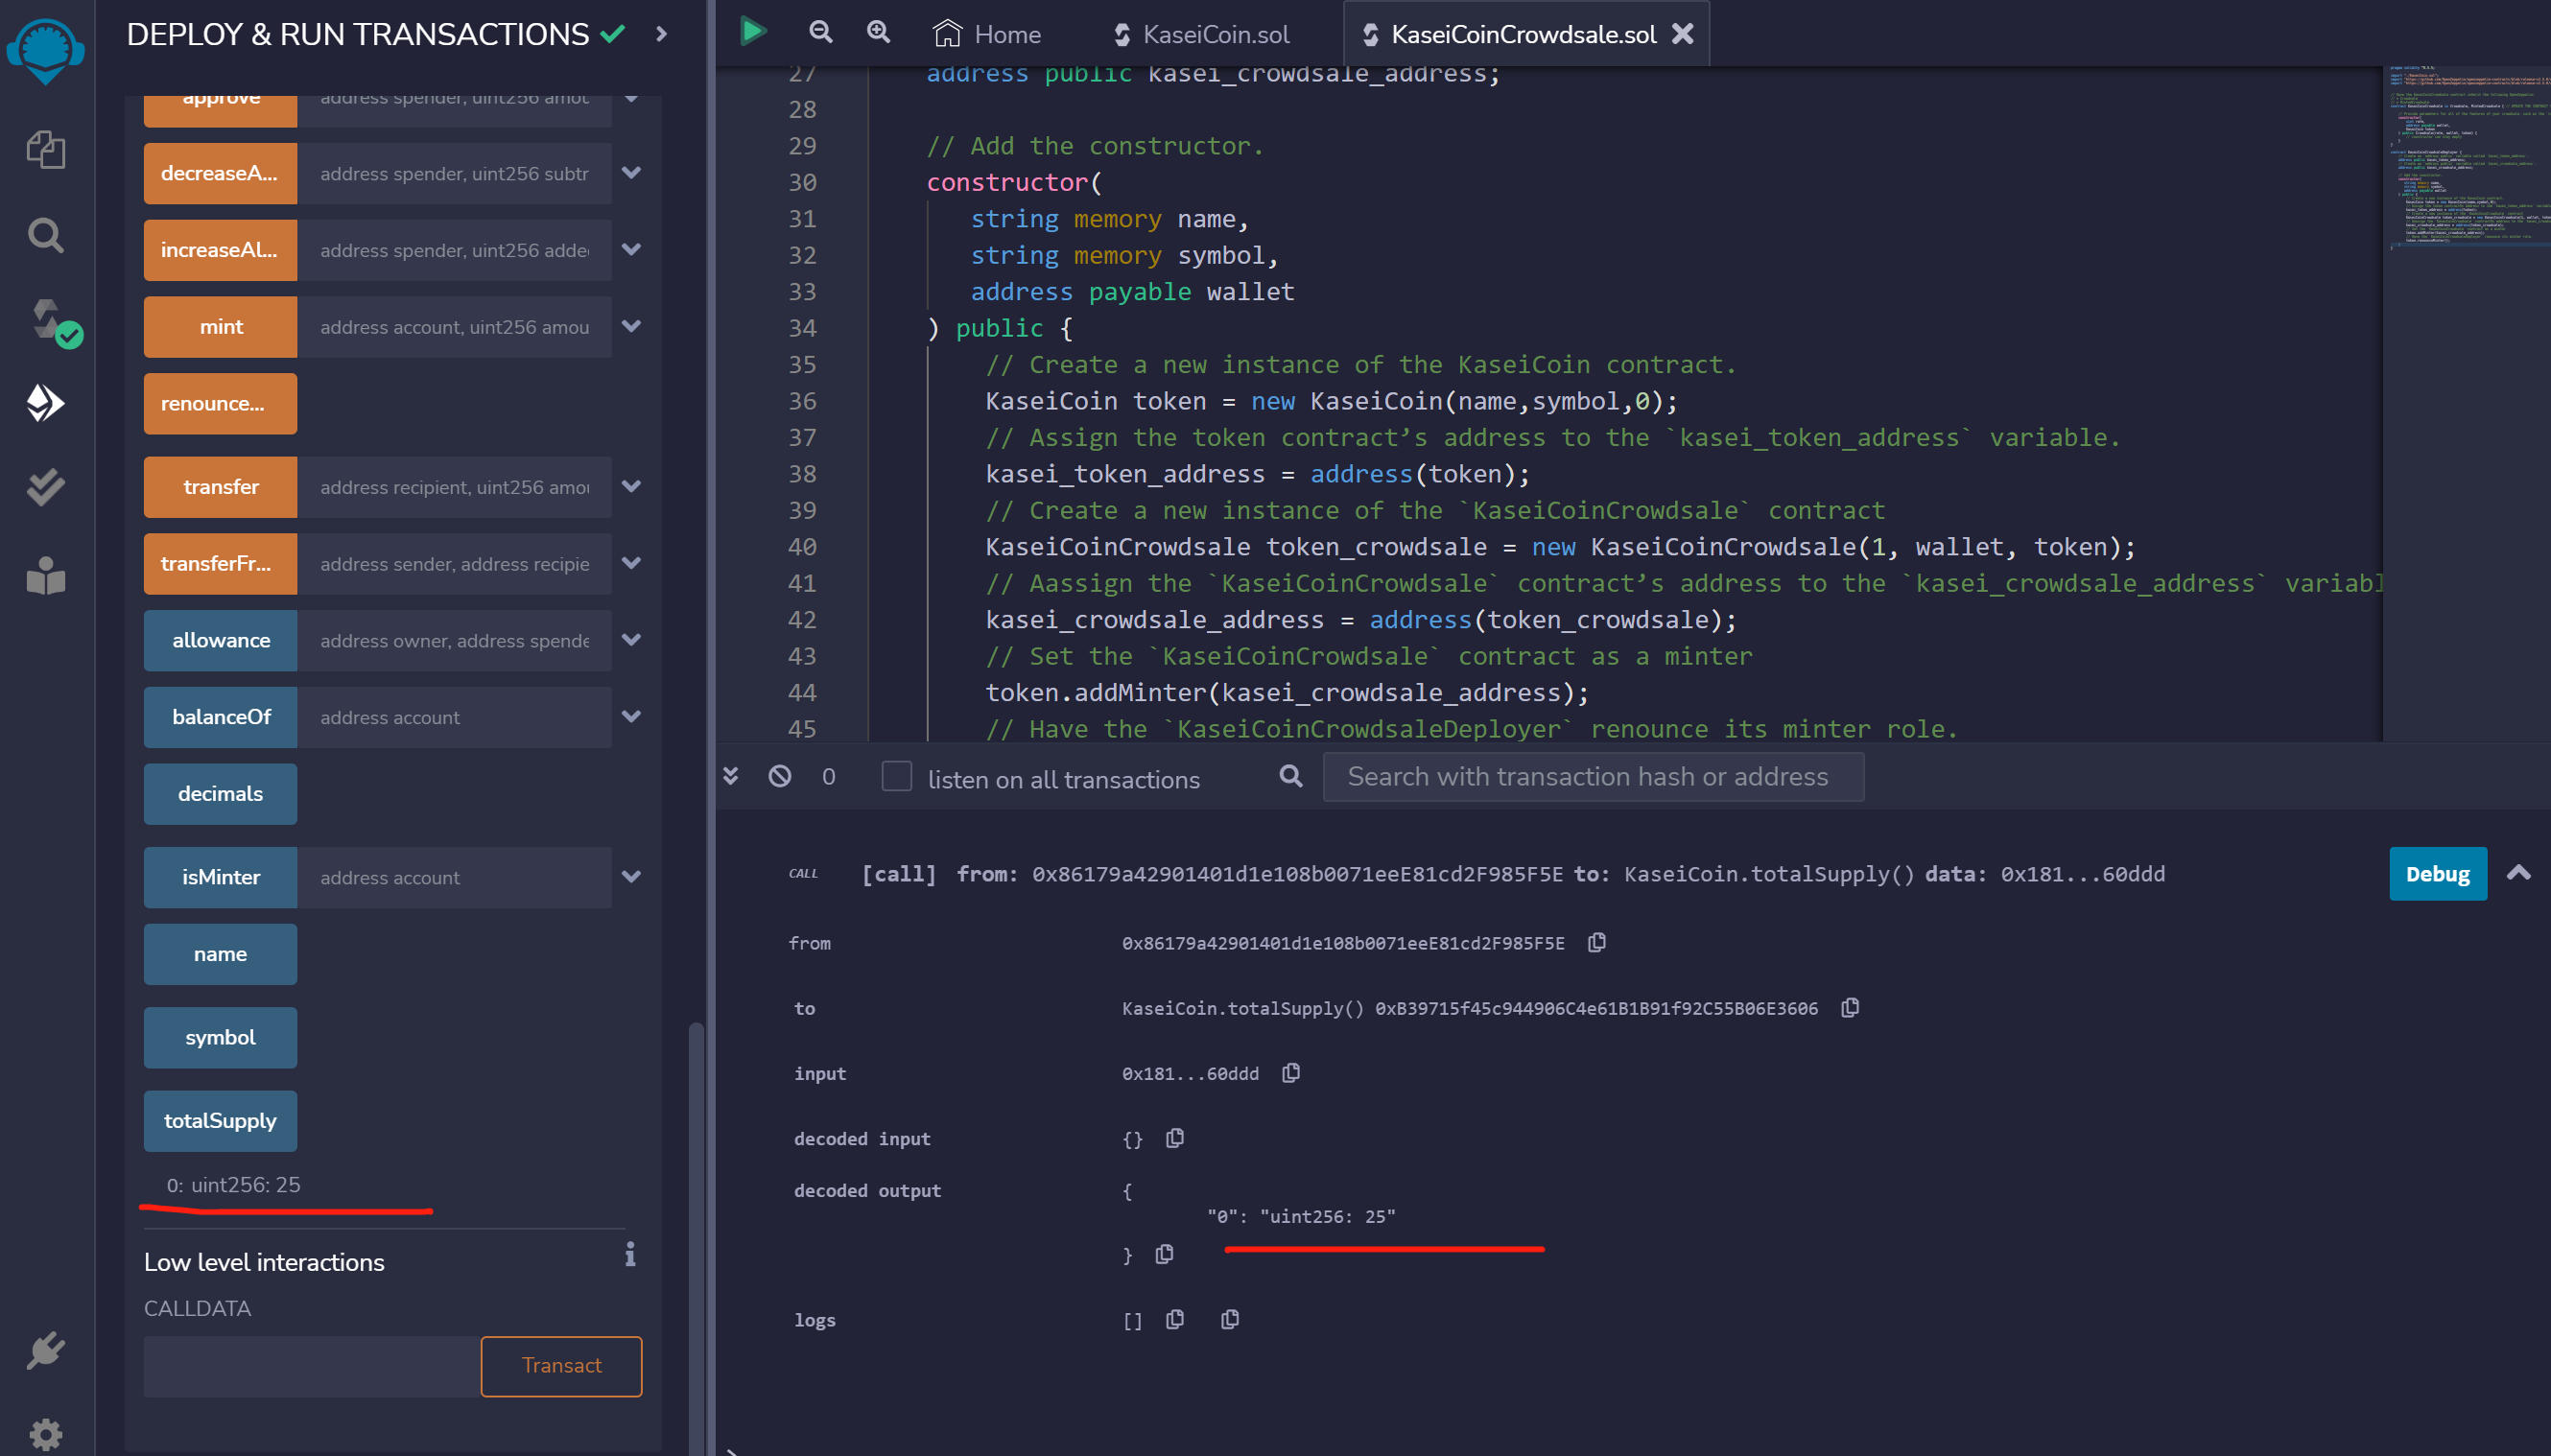 DEPLOY & RUN TRANSACTIONS
approve address spender, uint256 amou
decreaseA... address spender, uint256 subtr
increaseAl... address spender, uint256 adde
mint address account, uint256 amou
renounce...
transfer address recipient, uint256 amou
transferFr... address sender, address recipie
allowance address owner, address spende
balanceOf address account
decimals
isMinter address account
name
symbol
totalSupply
0: uint256: 25
Low level interactions
CALLDATA
Transact
Home KaseiCoin.sol KaseiCoinCrowdsale.sol
27 address public kasei_crowdsale_address;
28
29 // Add the constructor.
30 constructor(
31 string memory name,
32 string memory symbol,
33 address payable wallet
34 ) public {
35 // Create a new instance of the KaseiCoin contract.
36 KaseiCoin token = new KaseiCoin(name,symbol,0);
37 // Assign the token contract’s address to the `kasei_token_address` variable.
38 kasei_token_address = address(token);
39 // Create a new instance of the `KaseiCoinCrowdsale` contract
40 KaseiCoinCrowdsale token_crowdsale = new KaseiCoinCrowdsale(1, wallet, token);
41 // Aassign the `KaseiCoinCrowdsale` contract’s address to the `kasei_crowdsale_address` variabl
42 kasei_crowdsale_address = address(token_crowdsale);
43 // Set the `KaseiCoinCrowdsale` contract as a minter
44 token.addMinter(kasei_crowdsale_address);
45 // Have the `KaseiCoinCrowdsaleDeployer` renounce its minter role.
0 listen on all transactions Search with transaction hash or address
CALL [call] from: 0x86179a42901401d1e108b0071eeE81cd2F985F5E to: KaseiCoin.totalSupply() data: 0x181...60ddd Debug
from 0x86179a42901401d1e108b0071eeE81cd2F985F5E
to KaseiCoin.totalSupply() 0xB39715f45c944906C4e61B1B91f92C55B06E3606
input 0x181...60ddd
decoded input {}
decoded output {
"0": "uint256: 25"
}
logs []